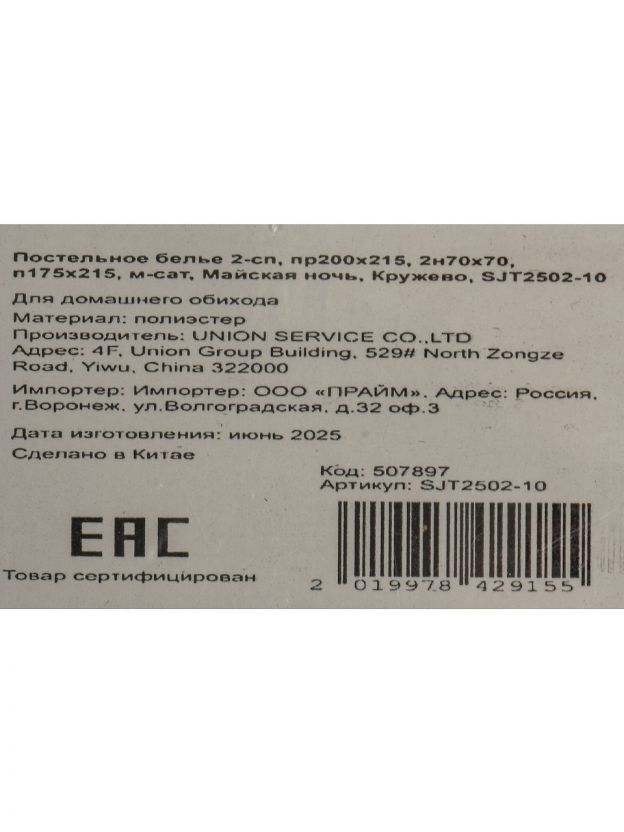 Постельное белье 2-сп, пр200х215, 2н70х70,
п175х215, м-сат, Майская ночь, Кружево, SJT2502-10
Для домашнего обихода
Материал: полиэстер
Производитель: UNION SERVICE CO.,LTD
Адрес: 4F, Union Group Building, 529# North Zongze
Road, Yiwu, China 322000
Импортер: Импортер: ООО «ПРАЙМ». Адрес: Россия,
г.Воронеж, ул.Волгоградская, д.32 оф.3
Дата изготовления: июнь 2025
Сделано в Китае
Код: 507897
Артикул: SJT2502-10
ЕАС
Товар сертифицирован
2 019978 429155